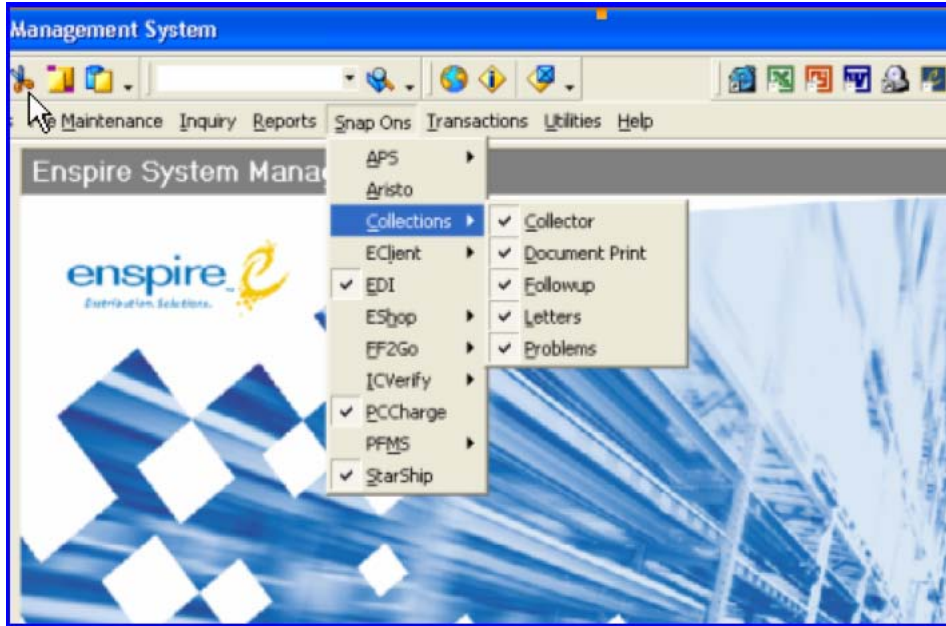 Management System
Maintenance Inquiry Reports Snap Ons Transactions Utilities Help
Enspire System Mana
APS
Aristo
Collections
EClient
EDI
EShop
FF2Go
ICVerify
PCCharge
PFMS
StarShip
Collector
Document Print
Followup
Letters
Problems
enspire
Distribution Solutions.